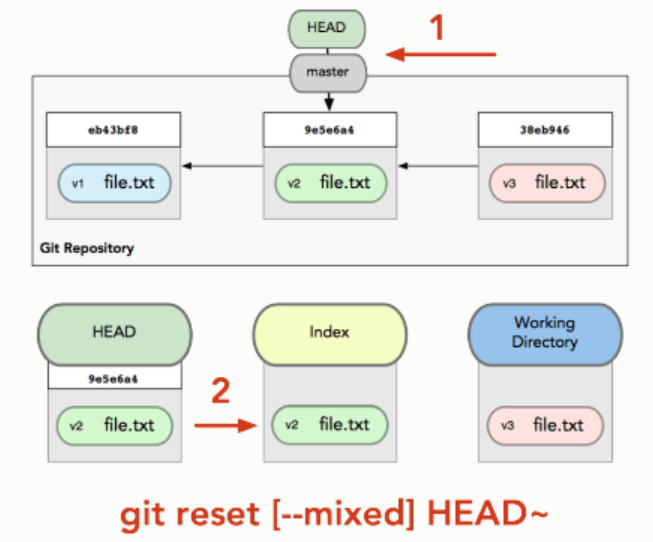 HEAD
1
master
eb43bf8
9e5e6a4
38eb946
v1 file.txt
v2 file.txt
v3 file.txt
Git Repository
HEAD
Index
Working
Directory
9e5e6a4
2
v2 file.txt
v2 file.txt
v3 file.txt
git reset [--mixed] HEAD~